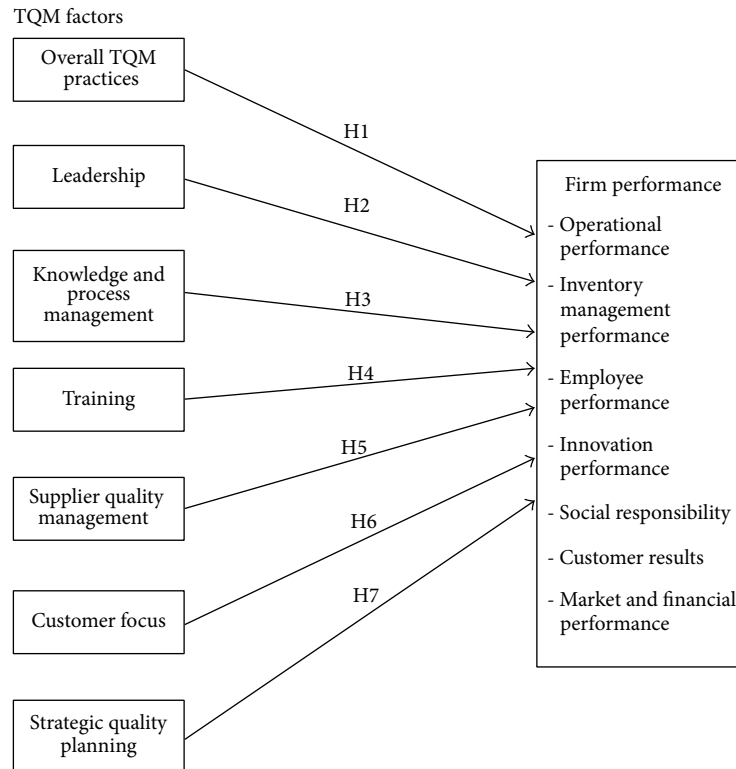 TQM factors
Overall TQM
practices
Leadership
Knowledge and
process
management
Training
Supplier quality
management
Customer focus
Strategic quality
planning
H1
H2
H3
H4
H5
H6
H7
Firm performance
- Operational
performance
- Inventory
management
performance
- Employee
performance
- Innovation
performance
- Social responsibility
- Customer results
- Market and financial
performance